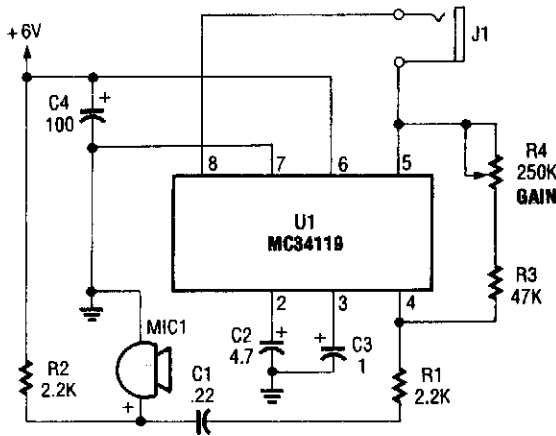 +6V
J1
C4
+
100
8
7
6
5
R4
250K
GAIN
U1
MC34119
R3
47K
2
3
4
MIC1
C2
4.7
+
+
C3
1
R2
2.2K
C1
.22
R1
2.2K
+